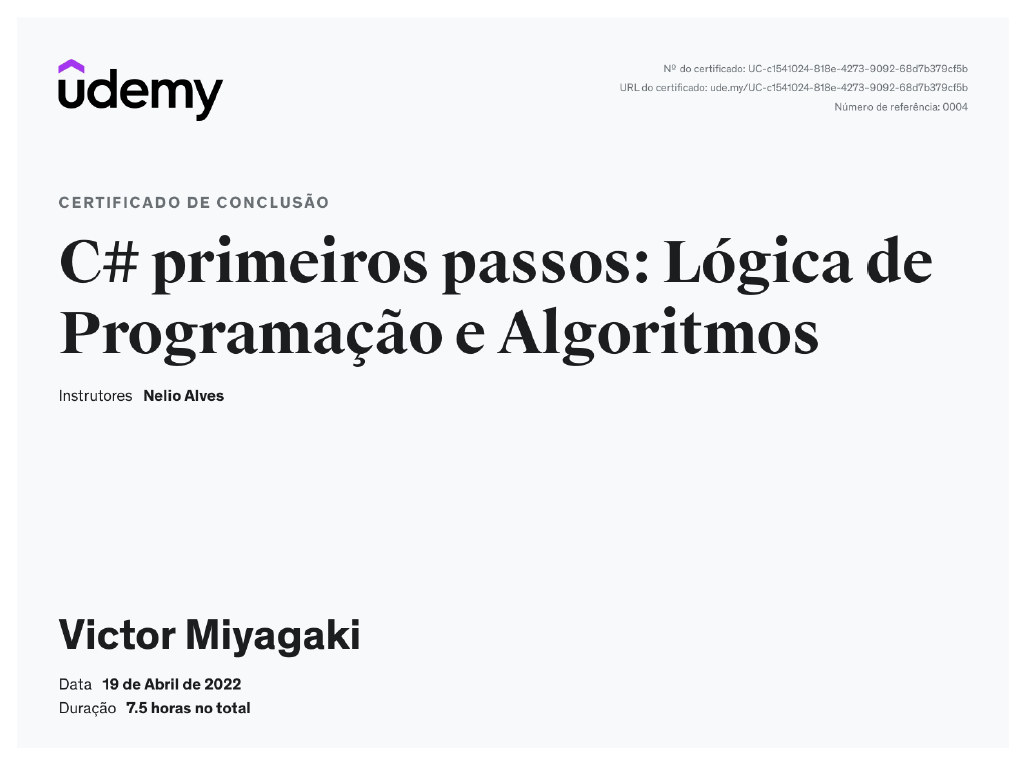 udemy
Nº do certificado: UC-c1541024-818e-4273-9092-68d7b379cf5b
URL do certificado: ude.my/UC-c1541024-818e-4273-9092-68d7b379cf5b
Número de referência: 0004
CERTIFICADO DE CONCLUSÃO
C# primeiros passos: Lógica de
Programação e Algoritmos
Instrutores Nelio Alves
Victor Miyagaki
Data 19 de Abril de 2022
Duração 7.5 horas no total